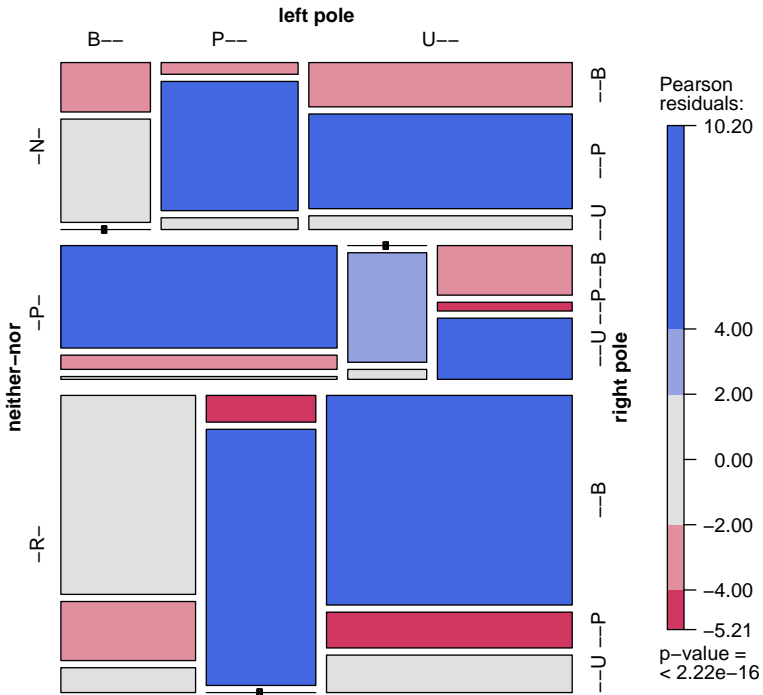 left pole
B−− P−− U−−
neither−nor
−N−
−P−
−R−
right pole
−−B
−−P
−−U
−−B
−−P
−−U
−−B
−−P
−−U
Pearson
residuals:
10.20
4.00
2.00
0.00
−2.00
−4.00
−5.21
p−value =
< 2.22e−16